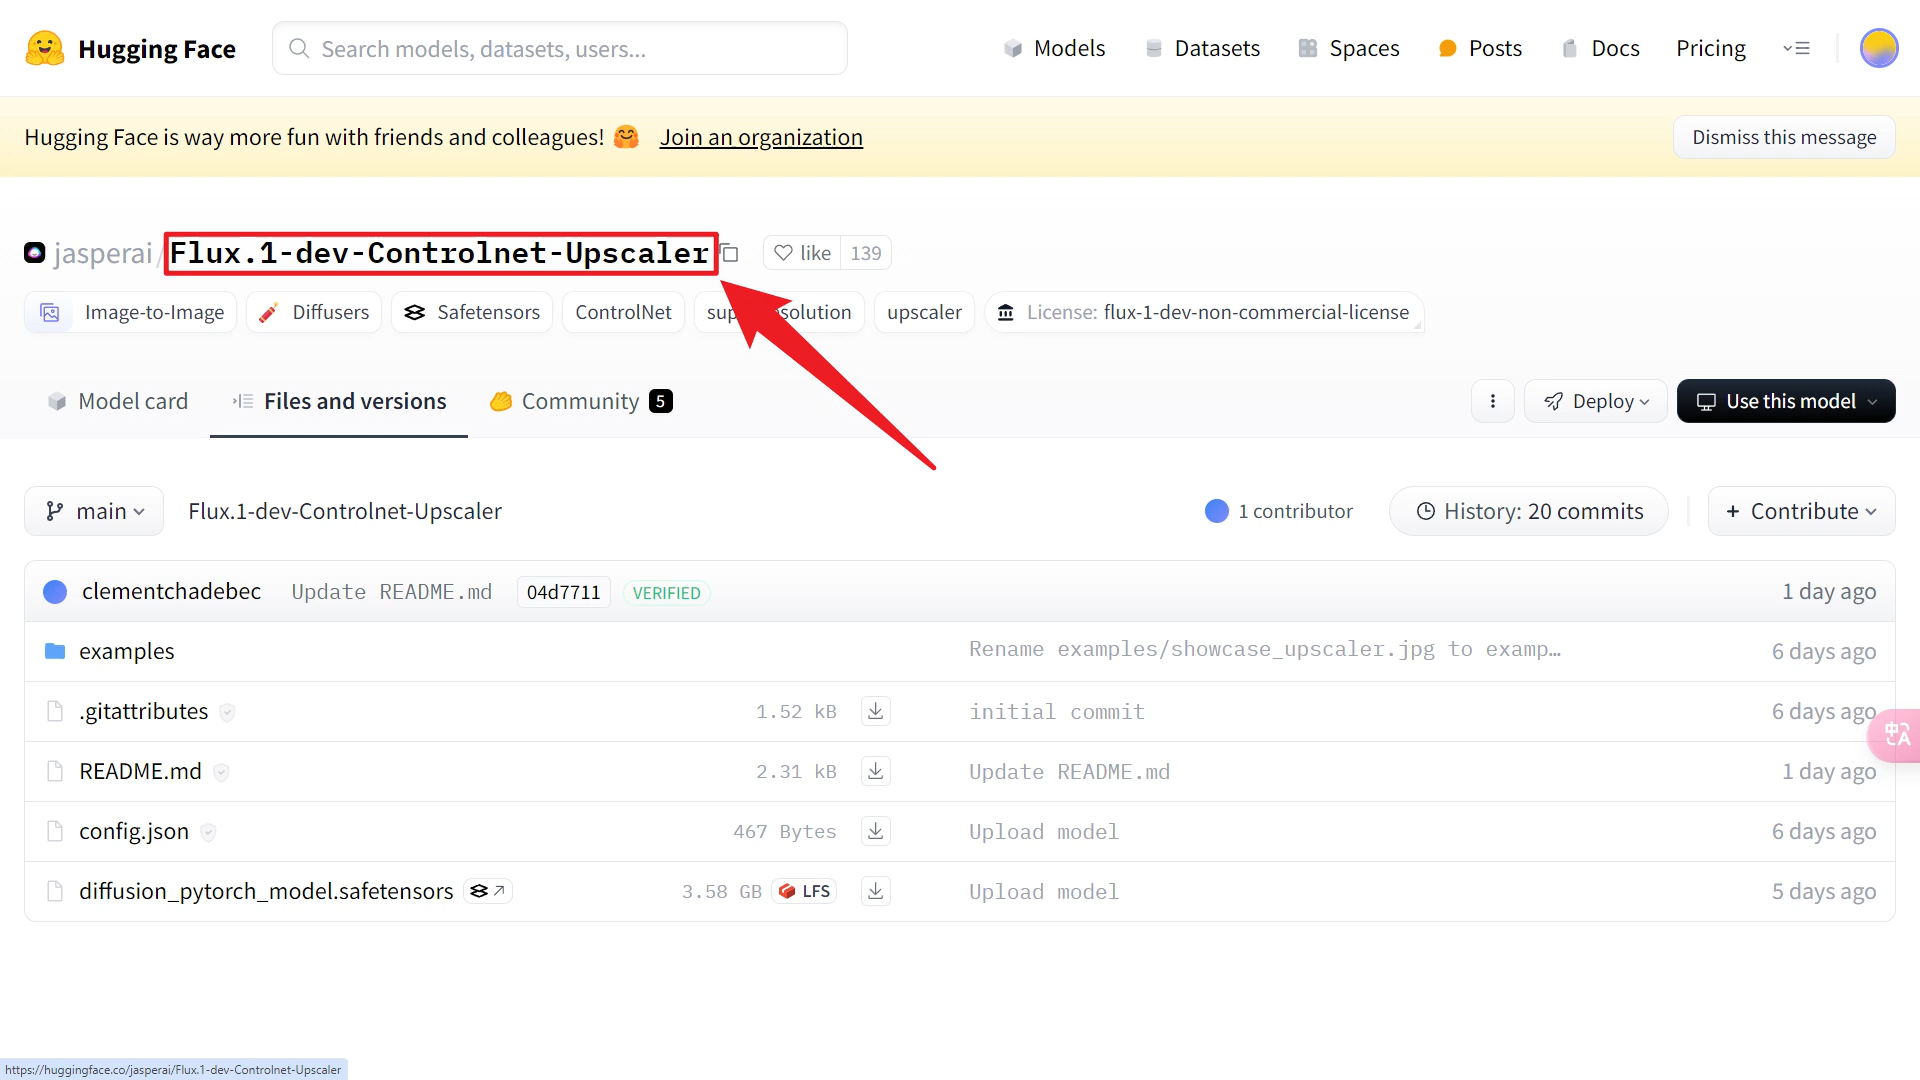 Hugging Face
Search models, datasets, users...
Models
Datasets
Spaces
Posts
Docs
Pricing
Hugging Face is way more fun with friends and colleagues! 🤗 Join an organization
Dismiss this message
jasperai/Flux.1-dev-Controlnet-Upscaler
like 139
Image-to-Image
Diffusers
Safetensors
ControlNet
upscaler
License: flux-1-dev-non-commercial-license
Model card
Files and versions
Community 5
Deploy
Use this model
main
Flux.1-dev-Controlnet-Upscaler
1 contributor
History: 20 commits
+ Contribute
clementchadebec Update README.md 04d7711 VERIFIED 1 day ago
examples Rename examples/showcase_upscaler.jpg to examp… 6 days ago
.gitattributes 1.52 kB initial commit 6 days ago
README.md 2.31 kB Update README.md 1 day ago
config.json 467 Bytes Upload model 6 days ago
diffusion_pytorch_model.safetensors 3.58 GB LFS Upload model 5 days ago
中A
https://huggingface.co/jasperai/Flux.1-dev-Controlnet-Upscaler